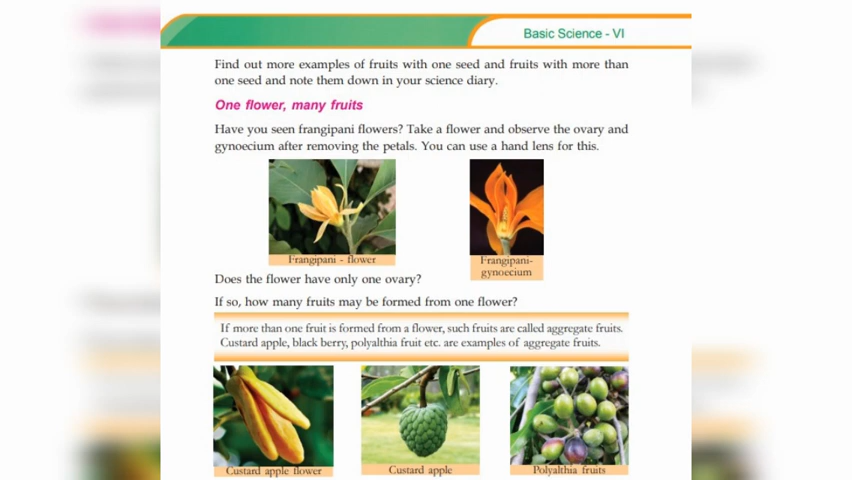 Basic Science - VI
Find out more examples of fruits with one seed and fruits with more than
one seed and note them down in your science diary.
One flower, many fruits
Have you seen frangipani flowers? Take a flower and observe the ovary and
gynoecium after removing the petals. You can use a hand lens for this.
Frangipani - flower
Frangipani-
gynoecium
Does the flower have only one ovary?
If so, how many fruits may be formed from one flower?
If more than one fruit is formed from a flower, such fruits are called aggregate fruits.
Custard apple, black berry, polyalthia fruit etc. are examples of aggregate fruits.
Custard apple flower
Custard apple
Polyalthia fruits